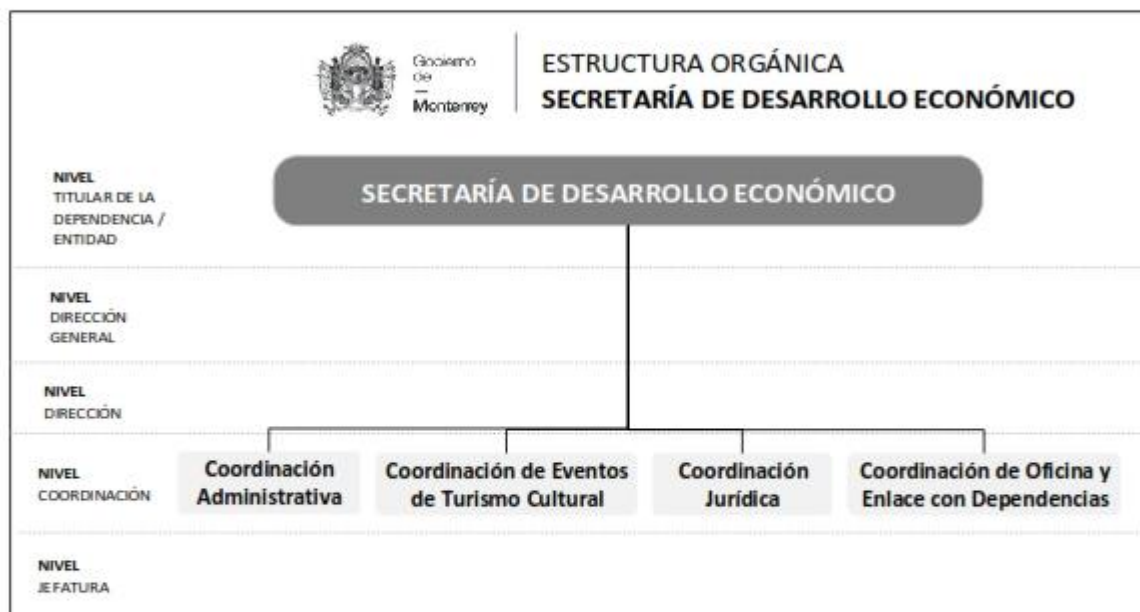 Gobierno
de
Monterrey
ESTRUCTURA ORGÁNICA
SECRETARÍA DE DESARROLLO ECONÓMICO
NIVEL
TITULAR DE LA
DEPENDENCIA /
ENTIDAD
SECRETARÍA DE DESARROLLO ECONÓMICO
NIVEL
DIRECCIÓN
GENERAL
NIVEL
DIRECCIÓN
NIVEL
COORDINACIÓN
Coordinación
Administrativa
Coordinación de Eventos
de Turismo Cultural
Coordinación
Jurídica
Coordinación de Oficina y
Enlace con Dependencias
NIVEL
JEFATURA